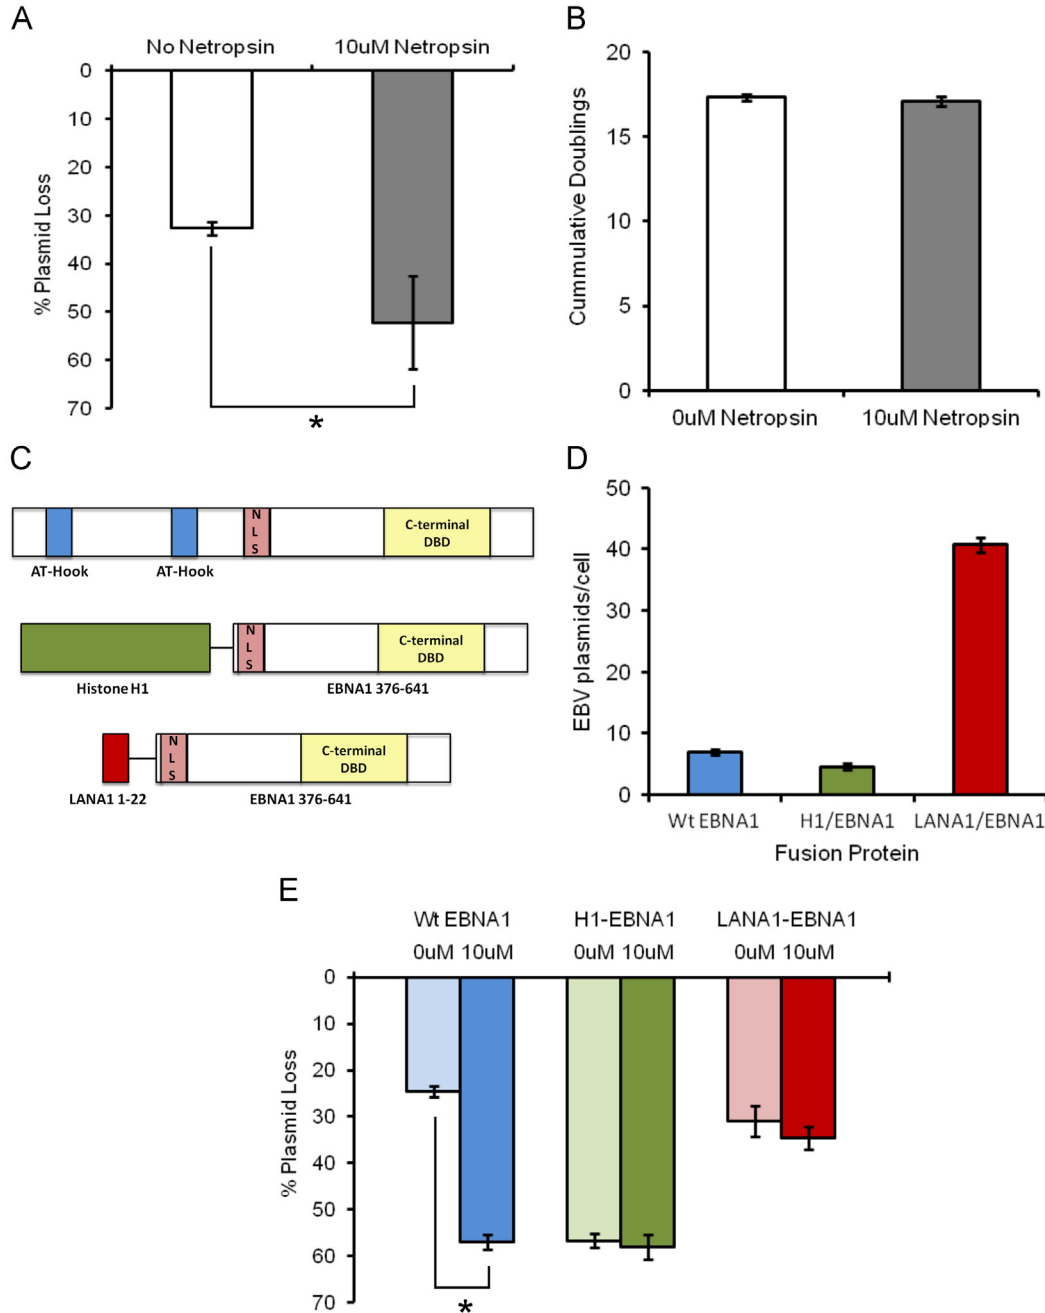 A
No Netropsin
10uM Netropsin
0
10
20
30
40
50
60
70
% Plasmid Loss
*
B
20
15
10
5
0
Cummulative Doublings
0uM Netropsin
10uM Netropsin
C
NLS
C-terminal
DBD
AT-Hook
AT-Hook
NLS
C-terminal
DBD
Histone H1
EBNA1 376-641
NLS
C-terminal
DBD
LANA1 1-22
EBNA1 376-641
D
50
40
30
20
10
0
EBV plasmids/cell
Wt EBNA1
H1/EBNA1
LANA1/EBNA1
Fusion Protein
E
Wt EBNA1
H1-EBNA1
LANA1-EBNA1
0uM 10uM
0uM 10uM
0uM 10uM
0
10
20
30
40
50
60
70
% Plasmid Loss
*